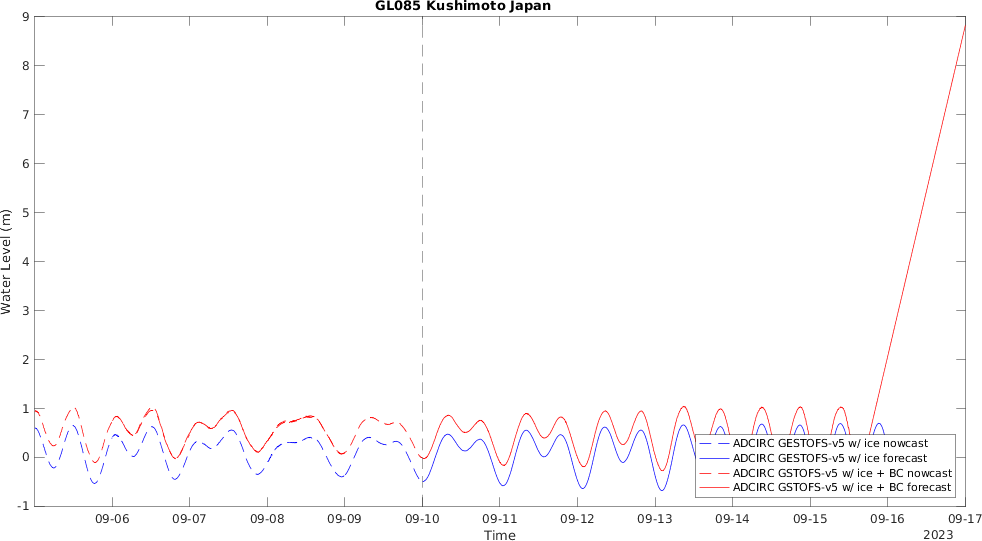 GL085 Kushimoto Japan
9
8
7
6
5
4
3
2
1
0
-1
Water Level (m)
ADCIRC GESTOFS-v5 w/ ice nowcast
ADCIRC GESTOFS-v5 w/ ice forecast
ADCIRC GSTOFS-v5 w/ ice + BC nowcast
ADCIRC GSTOFS-v5 w/ ice + BC forecast
09-06 09-07 09-08 09-09 09-10 09-11 09-12 09-13 09-14 09-15 09-16 09-17
Time
2023